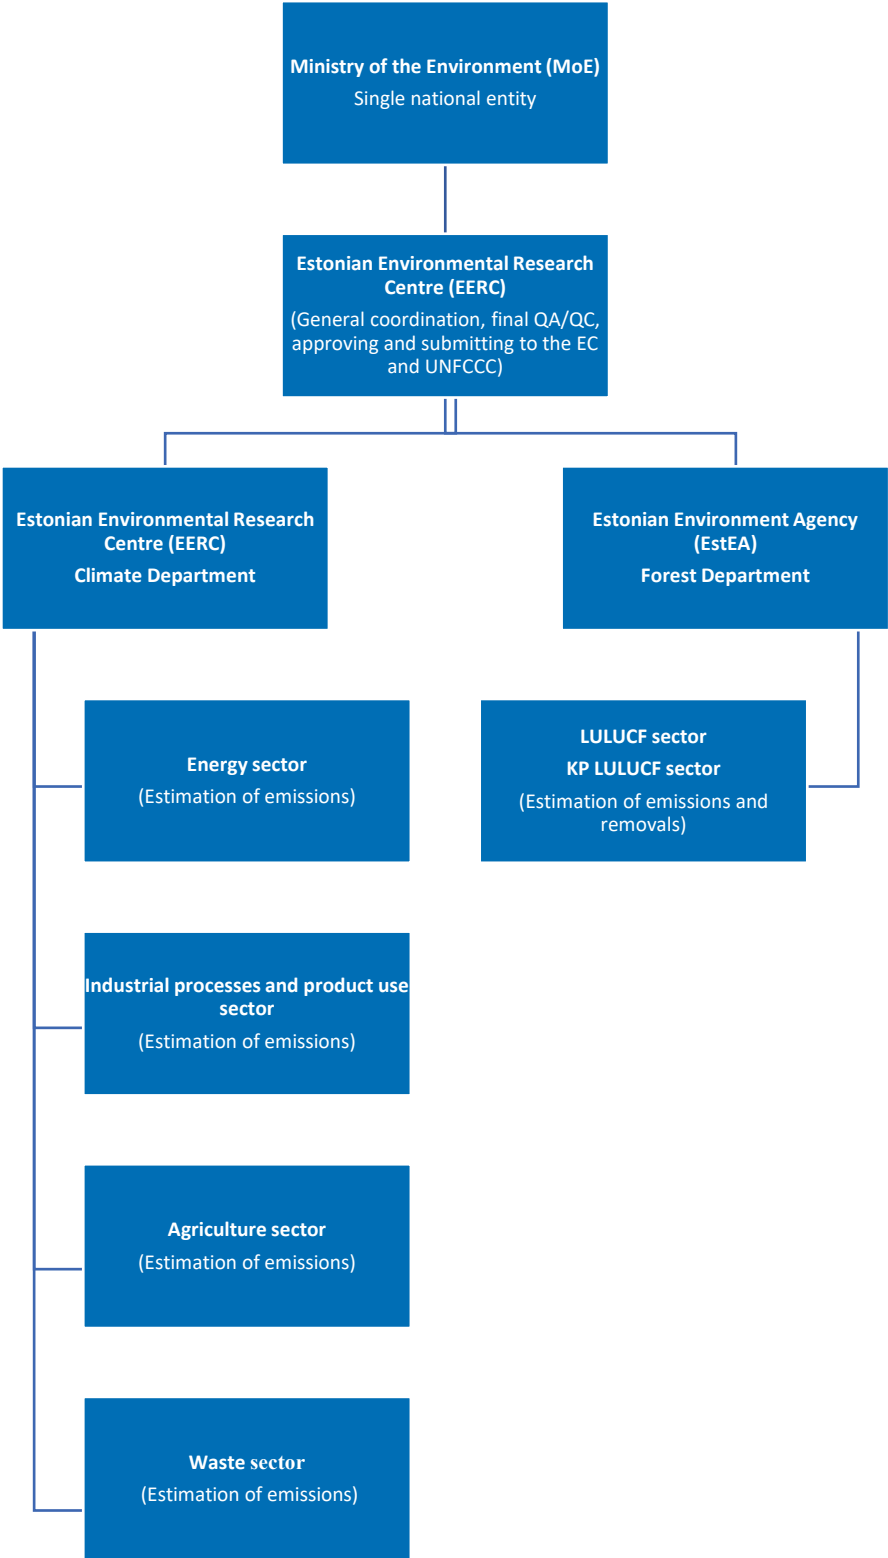 Ministry of the Environment (MoE)
Single national entity
Estonian Environmental Research
Centre (EERC)
(General coordination, final QA/QC,
approving and submitting to the EC
and UNFCCC)
Estonian Environmental Research
Centre (EERC)
Climate Department
Estonian Environment Agency
(EstEA)
Forest Department
Energy sector
(Estimation of emissions)
LULUCF sector
KP LULUCF sector
(Estimation of emissions and
removals)
Industrial processes and product use
sector
(Estimation of emissions)
Agriculture sector
(Estimation of emissions)
Waste sector
(Estimation of emissions)